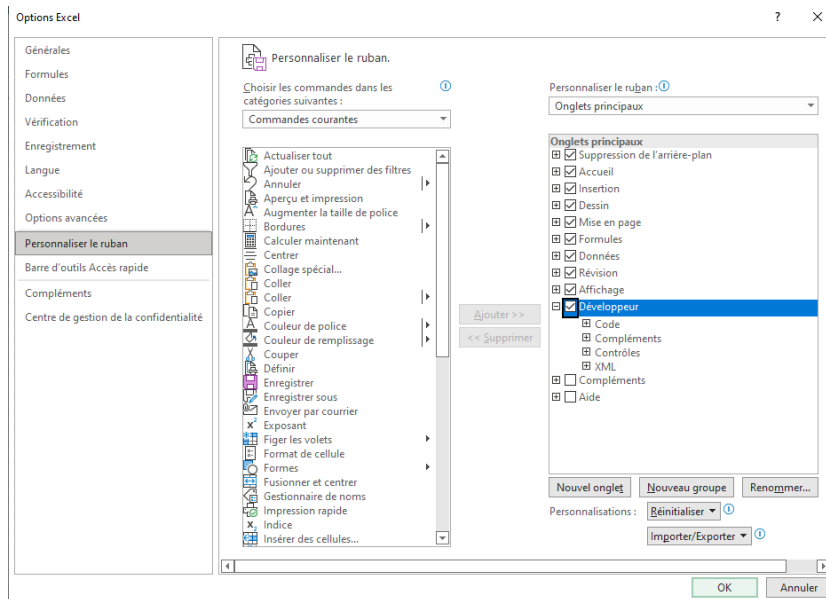 Options Excel
?
Générales
Formules
Données
Vérification
Enregistrement
Langue
Accessibilité
Options avancées
Personnaliser le ruban
Barre d'outils Accès rapide
Compléments
Centre de gestion de la confidentialité
Personnaliser le ruban.
Choisir les commandes dans les
catégories suivantes :
Commandes courantes
Actualiser tout
Ajouter ou supprimer des filtres
Annuler
Aperçu et impression
Augmenter la taille de police
Bordures
Calculer maintenant
Centrer
Collage spécial...
Coller
Coller
Copier
Couleur de police
Couleur de remplissage
Couper
Définir
Enregistrer
Enregistrer sous
Envoyer par courrier
Exposant
Figer les volets
Format de cellule
Formes
Fusionner et centrer
Gestionnaire de noms
Impression rapide
Indice
Insérer des cellules...
Ajouter >>
<< Supprimer
Personnaliser le ruban :
Onglets principaux
Onglets principaux
Suppression de l'arrière-plan
Accueil
Insertion
Dessin
Mise en page
Formules
Données
Révision
Affichage
Développeur
Code
Compléments
Contrôles
XML
Compléments
Aide
Nouvel onglet
Nouveau groupe
Renommer...
Personnalisations :
Réinitialiser
Importer/Exporter
OK
Annuler